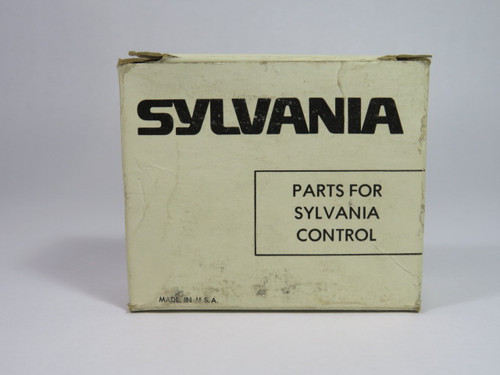 SYLVANIA
PARTS FOR
SYLVANIA
CONTROL
MADE IN U.S.A.